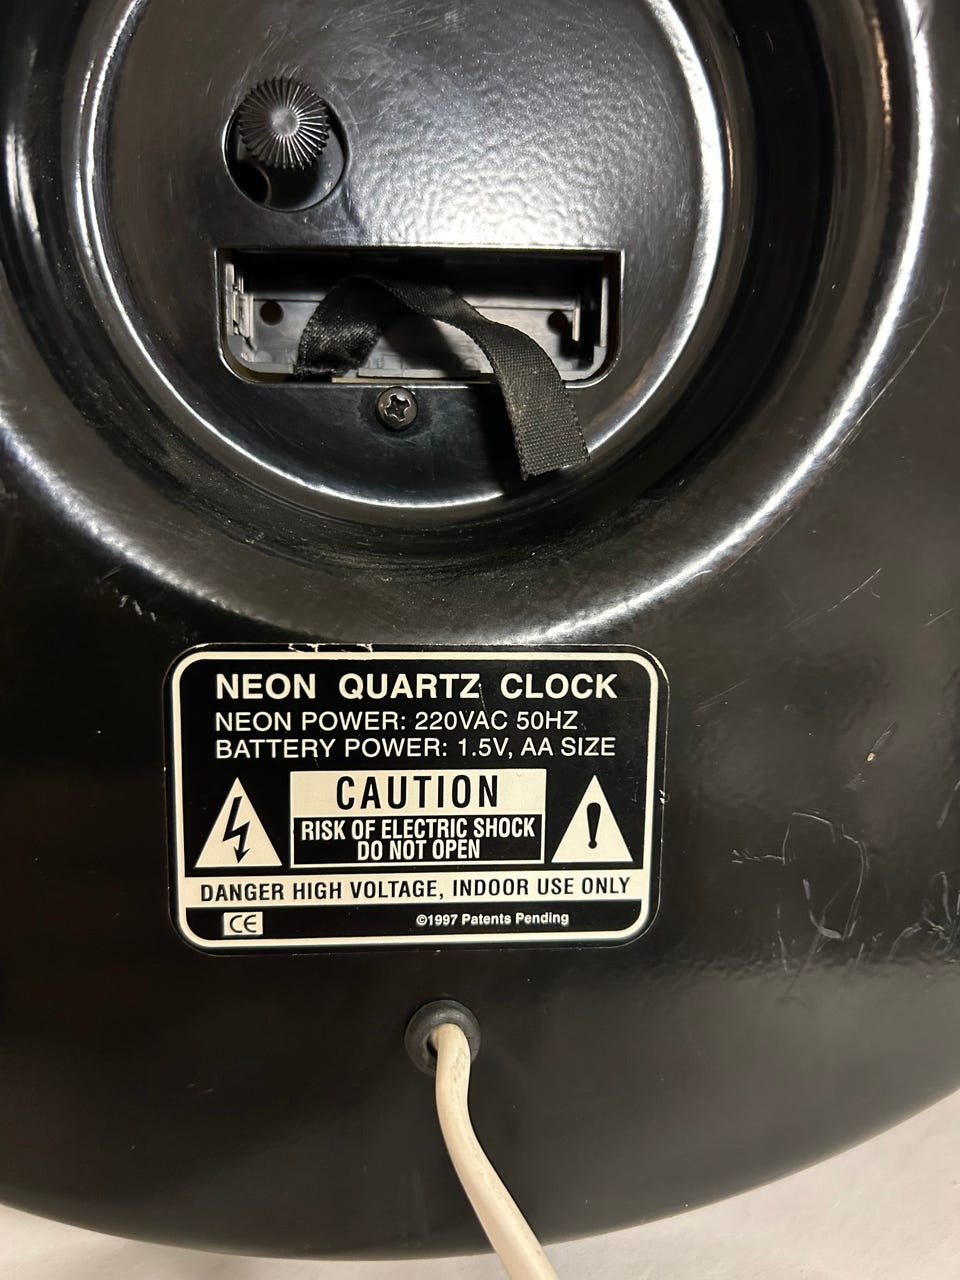 NEON QUARTZ CLOCK
NEON POWER: 220VAC 50HZ
BATTERY POWER: 1.5V, AA SIZE
CAUTION
RISK OF ELECTRIC SHOCK
DO NOT OPEN
DANGER HIGH VOLTAGE, INDOOR USE ONLY
CE
©1997 Patents Pending